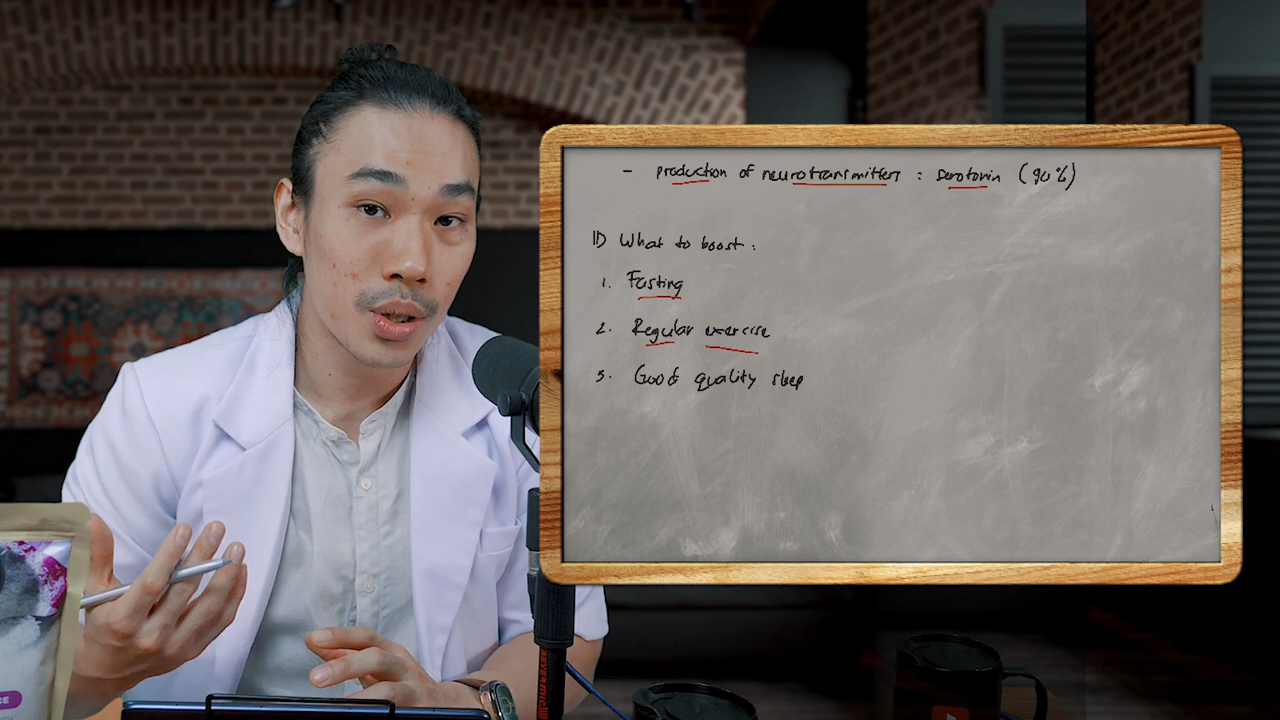 - production of neurotransmitters : serotonin (90%)
II) What to boost :
1. Fasting
2. Regular exercise
3. Good quality sleep